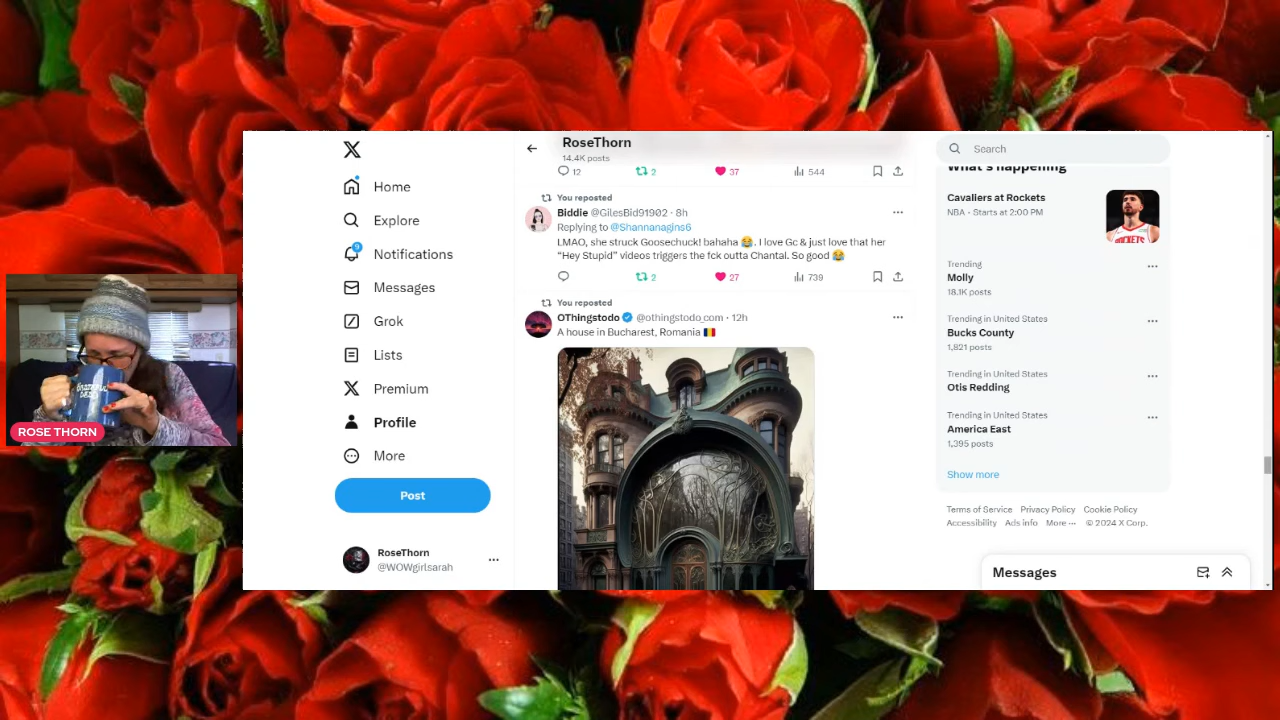 RoseThorn
14.4K posts
Search
Home
Explore
9
Notifications
Messages
Grok
Lists
Premium
Profile
More
Post
RoseThorn
@WOWgirlsarah
ROSE THORN
12 2 37 544
You reposted
Biddie @GilesBid91902 · 8h
Replying to @Shannanagins6
LMAO, she struck Goosechuck! bahaha 😂. I love Gc & just love that her
"Hey Stupid" videos triggers the fck outta Chantal. So good 😂
2 27 739
You reposted
OThingstodo @othingstodo_com · 12h
A house in Bucharest, Romania 🇷🇴
What's happening
Cavaliers at Rockets
NBA · Starts at 2:00 PM
ROCKETS
Trending
Molly
18.1K posts
Trending in United States
Bucks County
1,821 posts
Trending in United States
Otis Redding
Trending in United States
America East
1,395 posts
Show more
Terms of Service Privacy Policy Cookie Policy
Accessibility Ads info More ··· © 2024 X Corp.
Messages